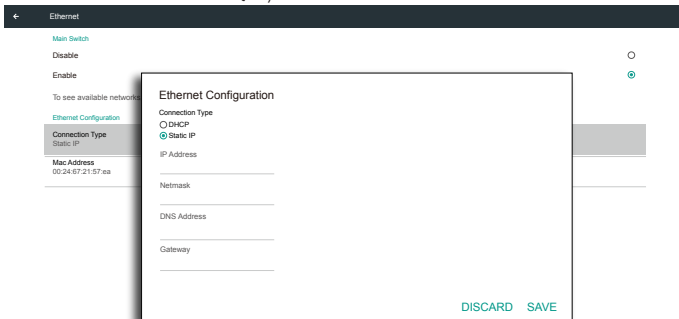 Ethernet
Main Switch
Disable
Enable
To see available networks
Ethernet Configuration
Connection Type
Static IP
Mac Address
00:24:67:21:57:ea
Ethernet Configuration
Connection Type
DHCP
Static IP
IP Address
Netmask
DNS Address
Gateway
DISCARD SAVE